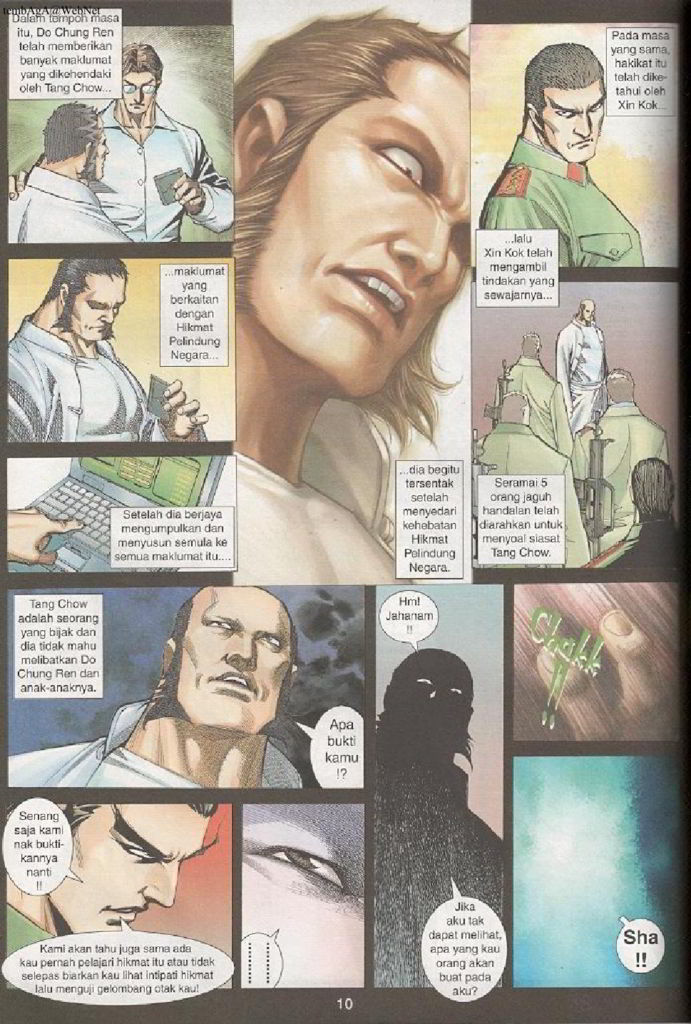 tembAgA@WebNet
Dalam tempoh masa
itu, Do Chung Ren
telah memberikan
banyak maklumat
yang dikehendaki
oleh Tang Chow...
...maklumat
yang
berkaitan
dengan
Hikmat
Pelindung
Negara...
Setelah dia berjaya
mengumpulkan dan
menyusun semula ke
semua maklumat itu....
...dia begitu
tersentak
setelah
menyedari
kehebatan
Hikmat
Pelindung
Negara.
Pada masa
yang sama,
hakikat itu
telah dike-
tahui oleh
Xin Kok...
...lalu
Xin Kok telah
mengambil
tindakan yang
sewajarnya...
Seramai 5
orang jaguh
handalan telah
diarahkan untuk
menyoal siasat
Tang Chow.
Tang Chow
adalah seorang
yang bijak dan
dia tidak mahu
melibatkan Do
Chung Ren dan
anak-anaknya.
Apa
bukti
kamu
!?
Senang
saja kami
nak bukti-
kannya
nanti
!!
Kami akan tahu juga sama ada
kau pernah pelajari hikmat itu atau tidak
selepas biarkan kau lihat intipati hikmat
lalu menguji gelombang otak kau!
Hm!
Jahanam
!!
Jika
aku tak
dapat melihat,
apa yang kau
orang akan
buat pada
aku?
Chakk
!!
Sha
!!
10